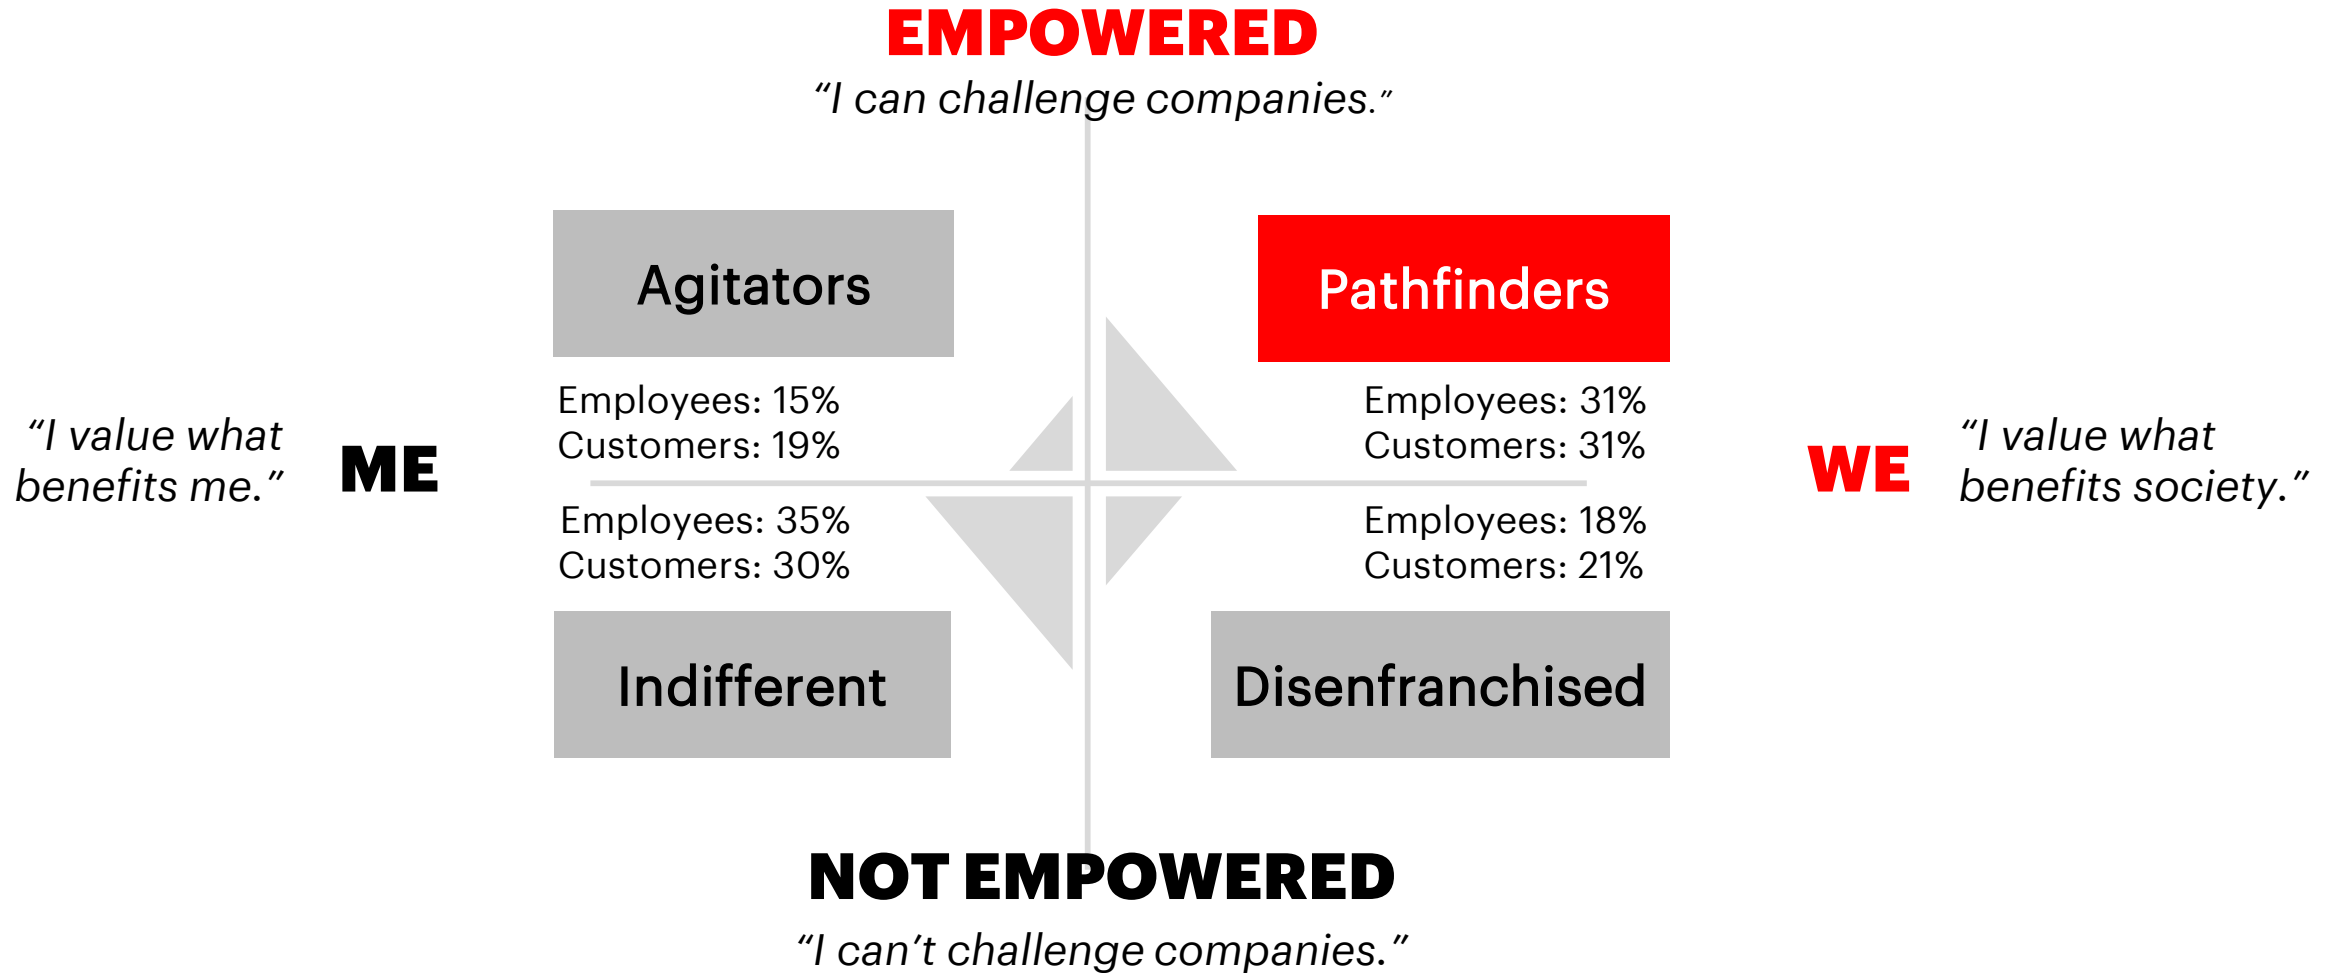 EMPOWERED
“I can challenge companies.”
Agitators
Pathfinders
Employees: 15%
Customers: 19%
Employees: 31%
Customers: 31%
“I value what
benefits me.”
ME
WE
“I value what
benefits society.”
Employees: 35%
Customers: 30%
Employees: 18%
Customers: 21%
Indifferent
Disenfranchised
NOT EMPOWERED
“I can’t challenge companies.”